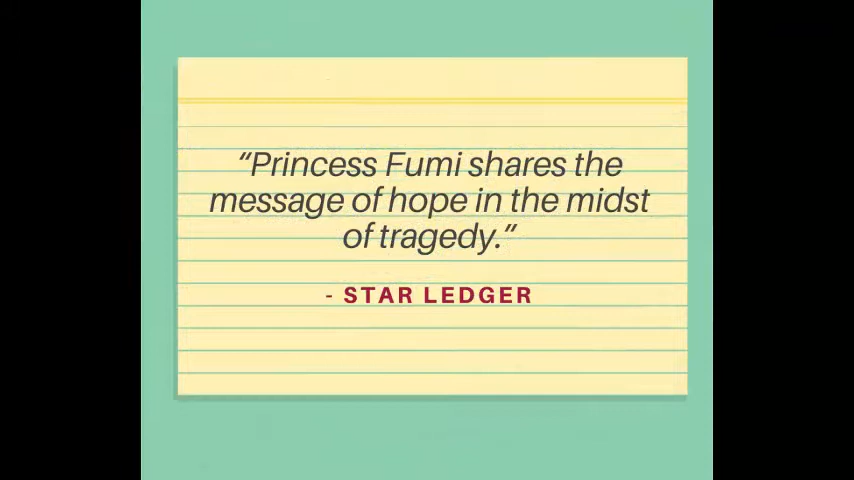 “Princess Fumi shares the
message of hope in the midst
of tragedy.”
- STAR LEDGER